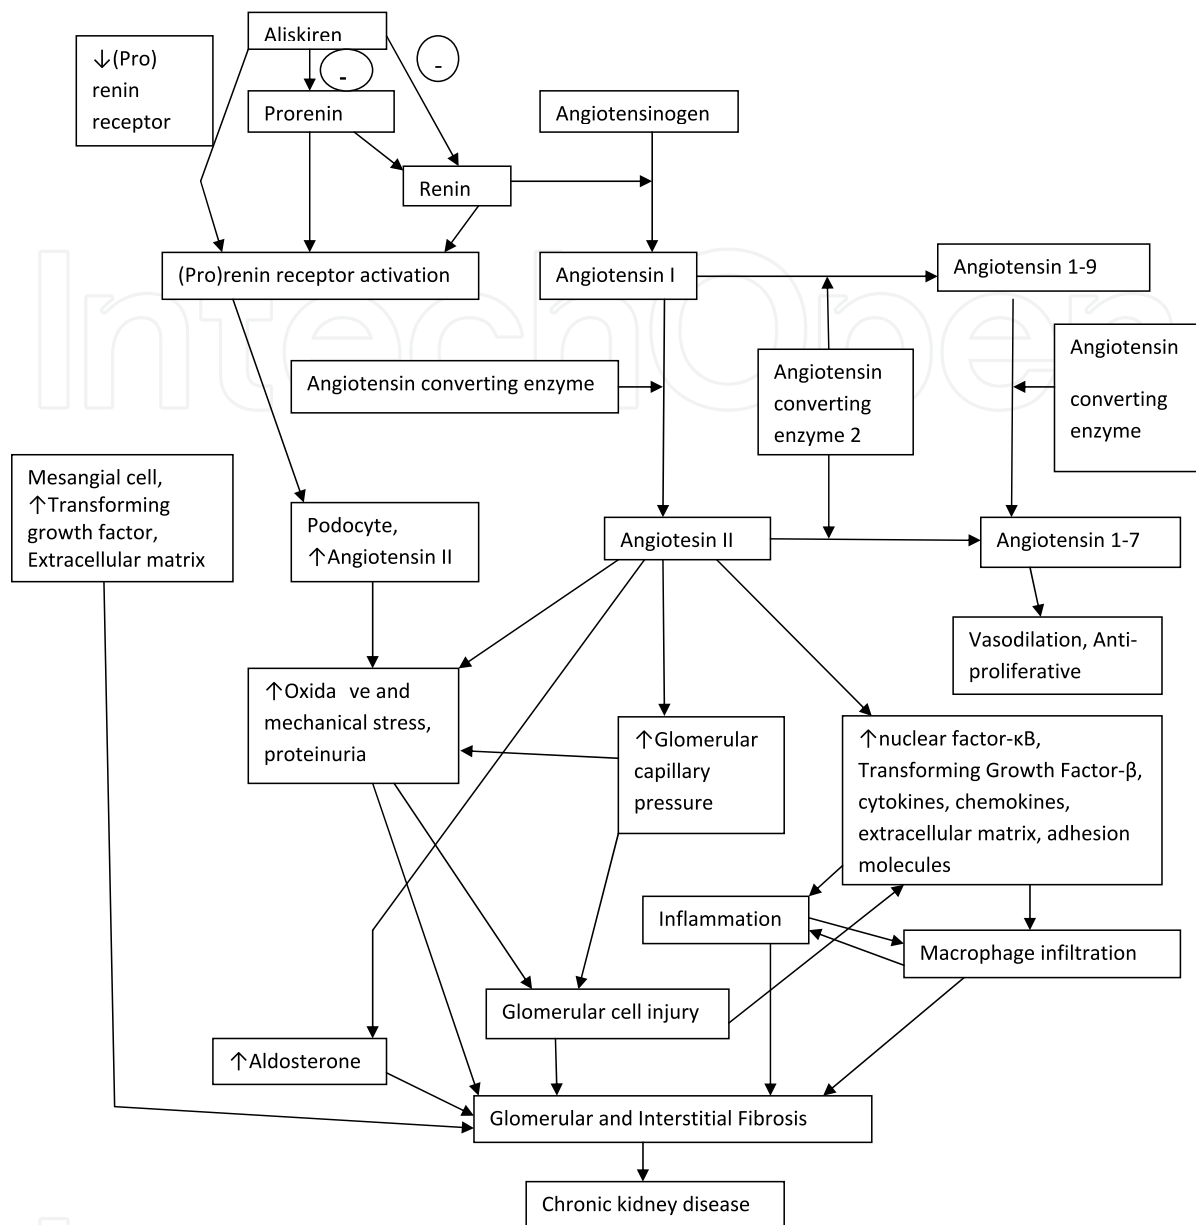 Aliskiren
↓(Pro)
renin
receptor
-
-
Prorenin
Angiotensinogen
Renin
(Pro)renin receptor activation
Angiotensin I
Angiotensin 1-9
Angiotensin converting enzyme
Angiotensin
converting
enzyme 2
Angiotensin
converting
enzyme
Mesangial cell,
↑Transforming
growth factor,
Extracellular matrix
Podocyte,
↑Angiotensin II
Angiotesin II
Angiotensin 1-7
Vasodilation, Anti-
proliferative
↑Oxida ve and
mechanical stress,
proteinuria
↑Glomerular
capillary
pressure
↑nuclear factor-κB,
Transforming Growth Factor-β,
cytokines, chemokines,
extracellular matrix, adhesion
molecules
Inflammation
Macrophage infiltration
Glomerular cell injury
↑Aldosterone
Glomerular and Interstitial Fibrosis
Chronic kidney disease
IntechOpen